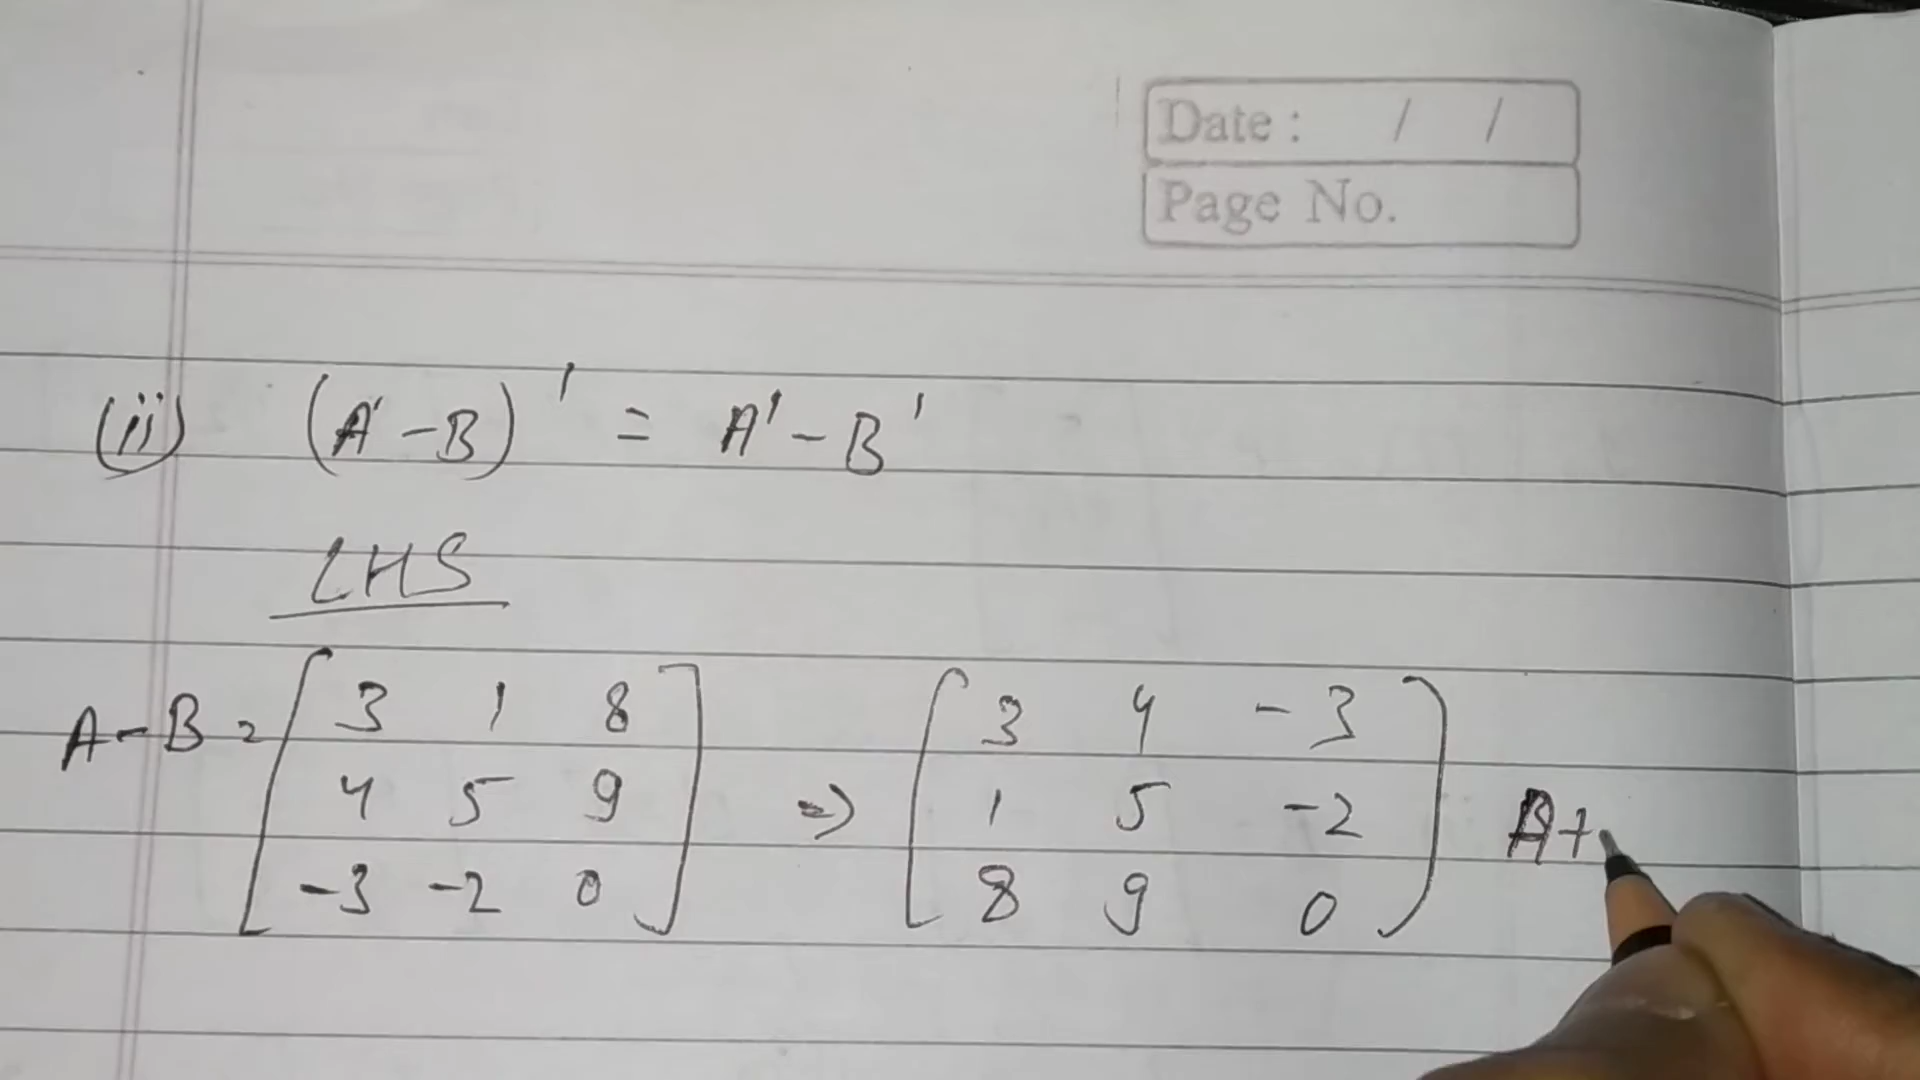 Date : / /
Page No.
(ii) (A' - B)' = A' - B'
LHS
A - B = [ 3 1 8 ] => [ 3 4 -3 ]
[ 4 5 9 ] [ 1 5 -2 ] A+
[ -3 -2 0 ] [ 8 9 0 ]